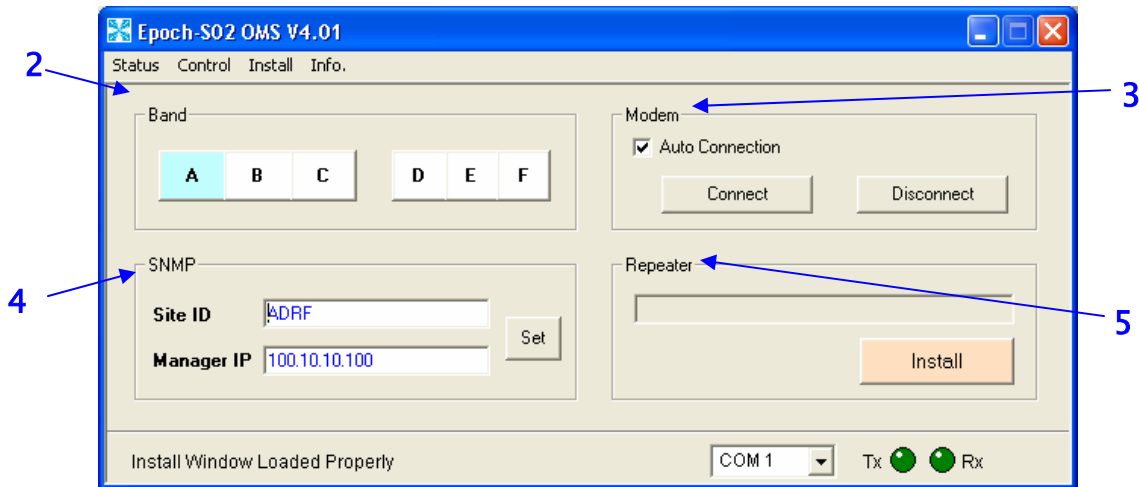 Epoch-S02 OMS V4.01
Status Control Install Info.
2
3
Band
A B C D E F
Modem
Auto Connection
Connect Disconnect
4
SNMP
Site ID ADRF
Manager IP 100.10.10.100
Set
Repeater
5
Install
Install Window Loaded Properly
COM 1
Tx Rx